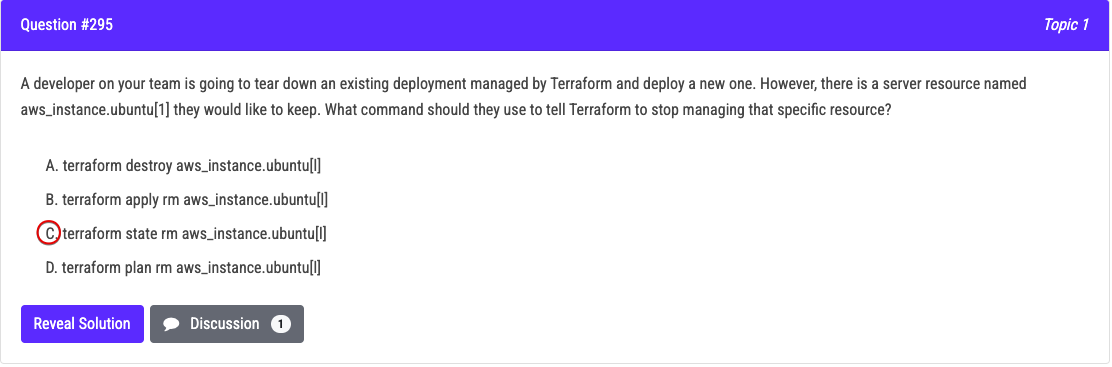 Question #295
Topic 1
A developer on your team is going to tear down an existing deployment managed by Terraform and deploy a new one. However, there is a server resource named
aws_instance.ubuntu[1] they would like to keep. What command should they use to tell Terraform to stop managing that specific resource?
A. terraform destroy aws_instance.ubuntu[l]
B. terraform apply rm aws_instance.ubuntu[l]
C. terraform state rm aws_instance.ubuntu[l]
D. terraform plan rm aws_instance.ubuntu[l]
Reveal Solution
Discussion 1